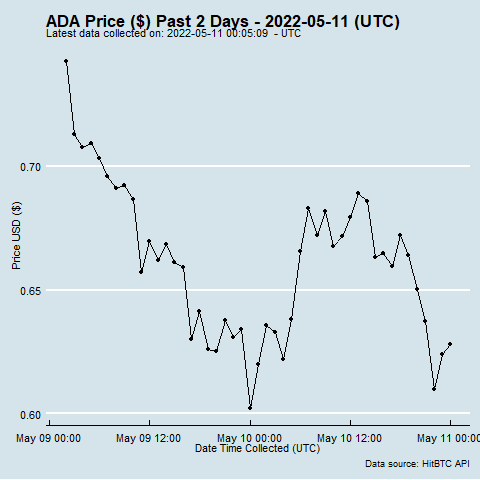 ADA Price ($) Past 2 Days - 2022-05-11 (UTC)
Latest data collected on: 2022-05-11 00:05:09 - UTC
0.70
0.65
0.60
Price USD ($)
May 09 00:00 May 09 12:00 May 10 00:00 May 10 12:00 May 11 00:00
Date Time Collected (UTC)
Data source: HitBTC API